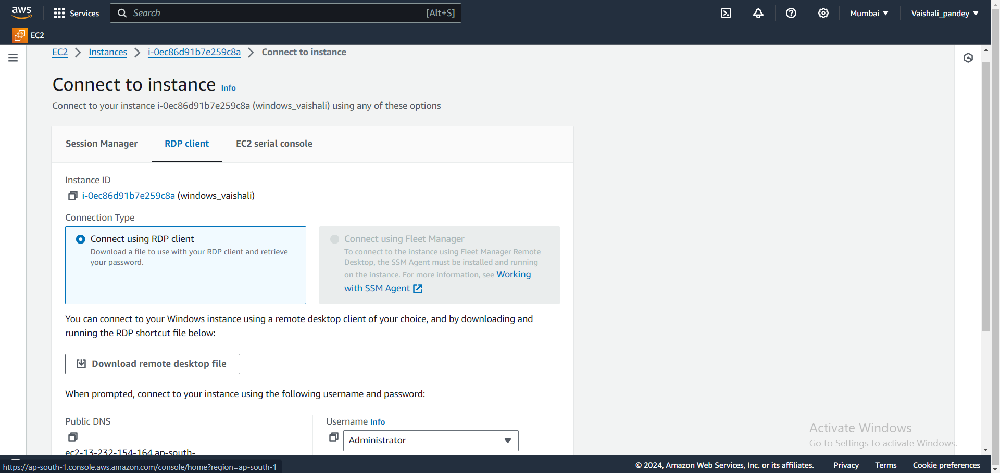 aws
Services
Search
[Alt+S]
Mumbai
Vaishali_pandey
EC2
EC2
Instances
i-0ec86d91b7e259c8a
Connect to instance
Connect to instance Info
Connect to your instance i-0ec86d91b7e259c8a (windows_vaishali) using any of these options
Session Manager
RDP client
EC2 serial console
Instance ID
i-0ec86d91b7e259c8a (windows_vaishali)
Connection Type
Connect using RDP client
Download a file to use with your RDP client and retrieve
your password.
Connect using Fleet Manager
To connect to the instance using Fleet Manager Remote
Desktop, the SSM Agent must be installed and running
on the instance. For more information, see Working
with SSM Agent
You can connect to your Windows instance using a remote desktop client of your choice, and by downloading and
running the RDP shortcut file below:
Download remote desktop file
When prompted, connect to your instance using the following username and password:
Public DNS
ec2-13-232-154-164.ap-south-
Username Info
Administrator
Activate Windows
Go to Settings to activate Windows.
https://ap-south-1.console.aws.amazon.com/console/home?region=ap-south-1
© 2024, Amazon Web Services, Inc. or its affiliates.
Privacy
Terms
Cookie preferences